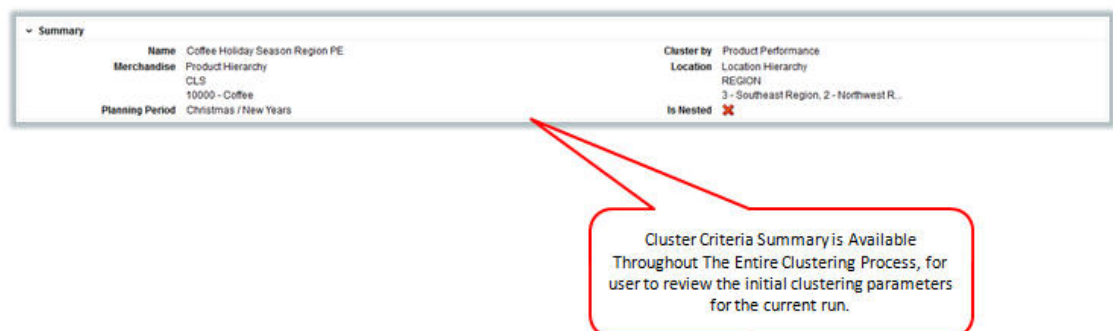 Summary
Name Coffee Holiday Season Region PE Cluster by Product Performance
Merchandise Product Hierarchy Location Location Hierarchy
CLS REGION
10000 - Coffee 3 - Southeast Region, 2 - Northwest R...
Planning Period Christmas / New Years Is Nested
Cluster Criteria Summary is Available
Throughout The Entire Clustering Process, for
user to review the initial clustering parameters
for the current run.